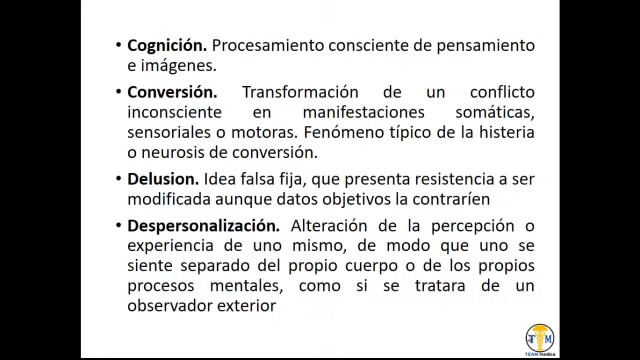 • Cognición. Procesamiento consciente de pensamiento
e imágenes.
• Conversión. Transformación de un conflicto
inconsciente en manifestaciones somáticas,
sensoriales o motoras. Fenómeno típico de la histeria
o neurosis de conversión.
• Delusion. Idea falsa fija, que presenta resistencia a ser
modificada aunque datos objetivos la contraríen
• Despersonalización. Alteración de la percepción o
experiencia de uno mismo, de modo que uno se
siente separado del propio cuerpo o de los propios
procesos mentales, como si se tratara de un
observador exterior
T M
TEAM medica